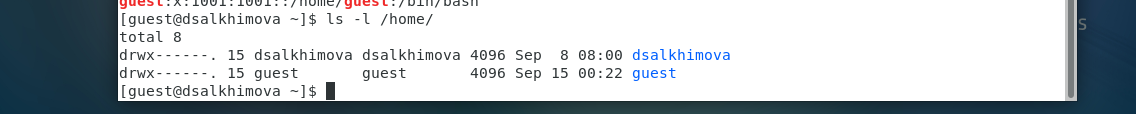 guest:x:1001:1001::/home/guest:/bin/bash
[guest@dsalkhimova ~]$ ls -l /home/
total 8
drwx------. 15 dsalkhimova dsalkhimova 4096 Sep  8 08:00 dsalkhimova
drwx------. 15 guest       guest       4096 Sep 15 00:22 guest
[guest@dsalkhimova ~]$
s